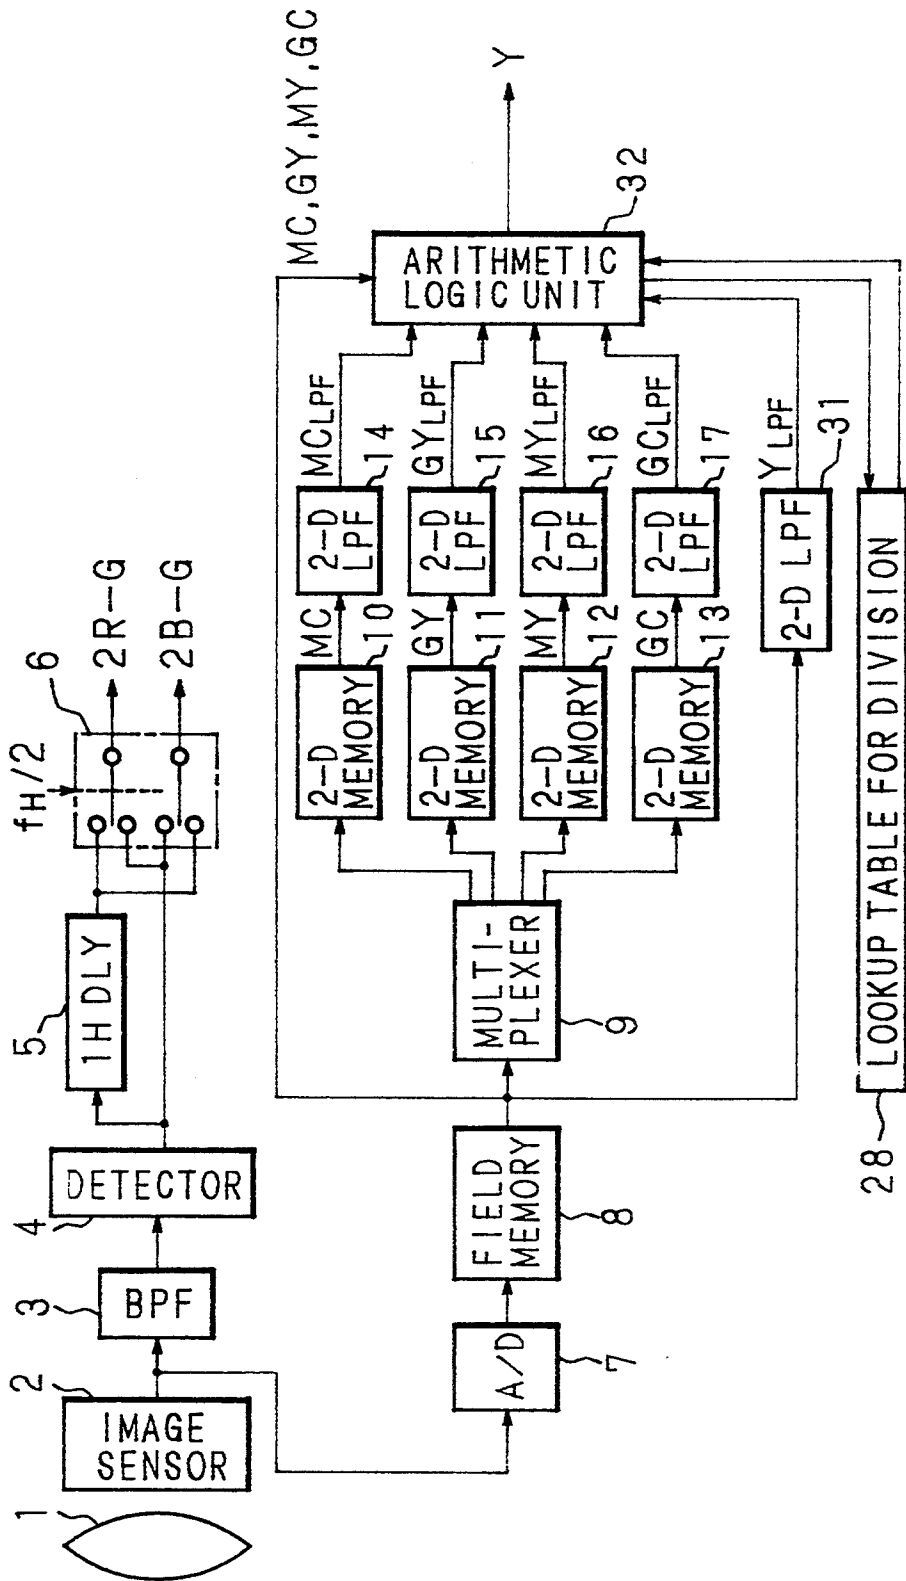 1
2
IMAGE
SENSOR
3
BPF
4
DETECTOR
5
1H DLY
fH/2
6
2R-G
2B-G
A/D
7
FIELD
MEMORY
8
MULTI-
PLEXER
9
2-D
MEMORY
10
MC
2-D
LPF
14
MCLPF
2-D
MEMORY
11
GY
2-D
LPF
15
GYLPF
2-D
MEMORY
12
MY
2-D
LPF
16
MYLPF
2-D
MEMORY
13
GC
2-D
LPF
17
GCLPF
MC,GY,MY,GC
ARITHMETIC
LOGIC UNIT
32
Y
2-D LPF
31
YLPF
LOOKUP TABLE FOR DIVISION
28